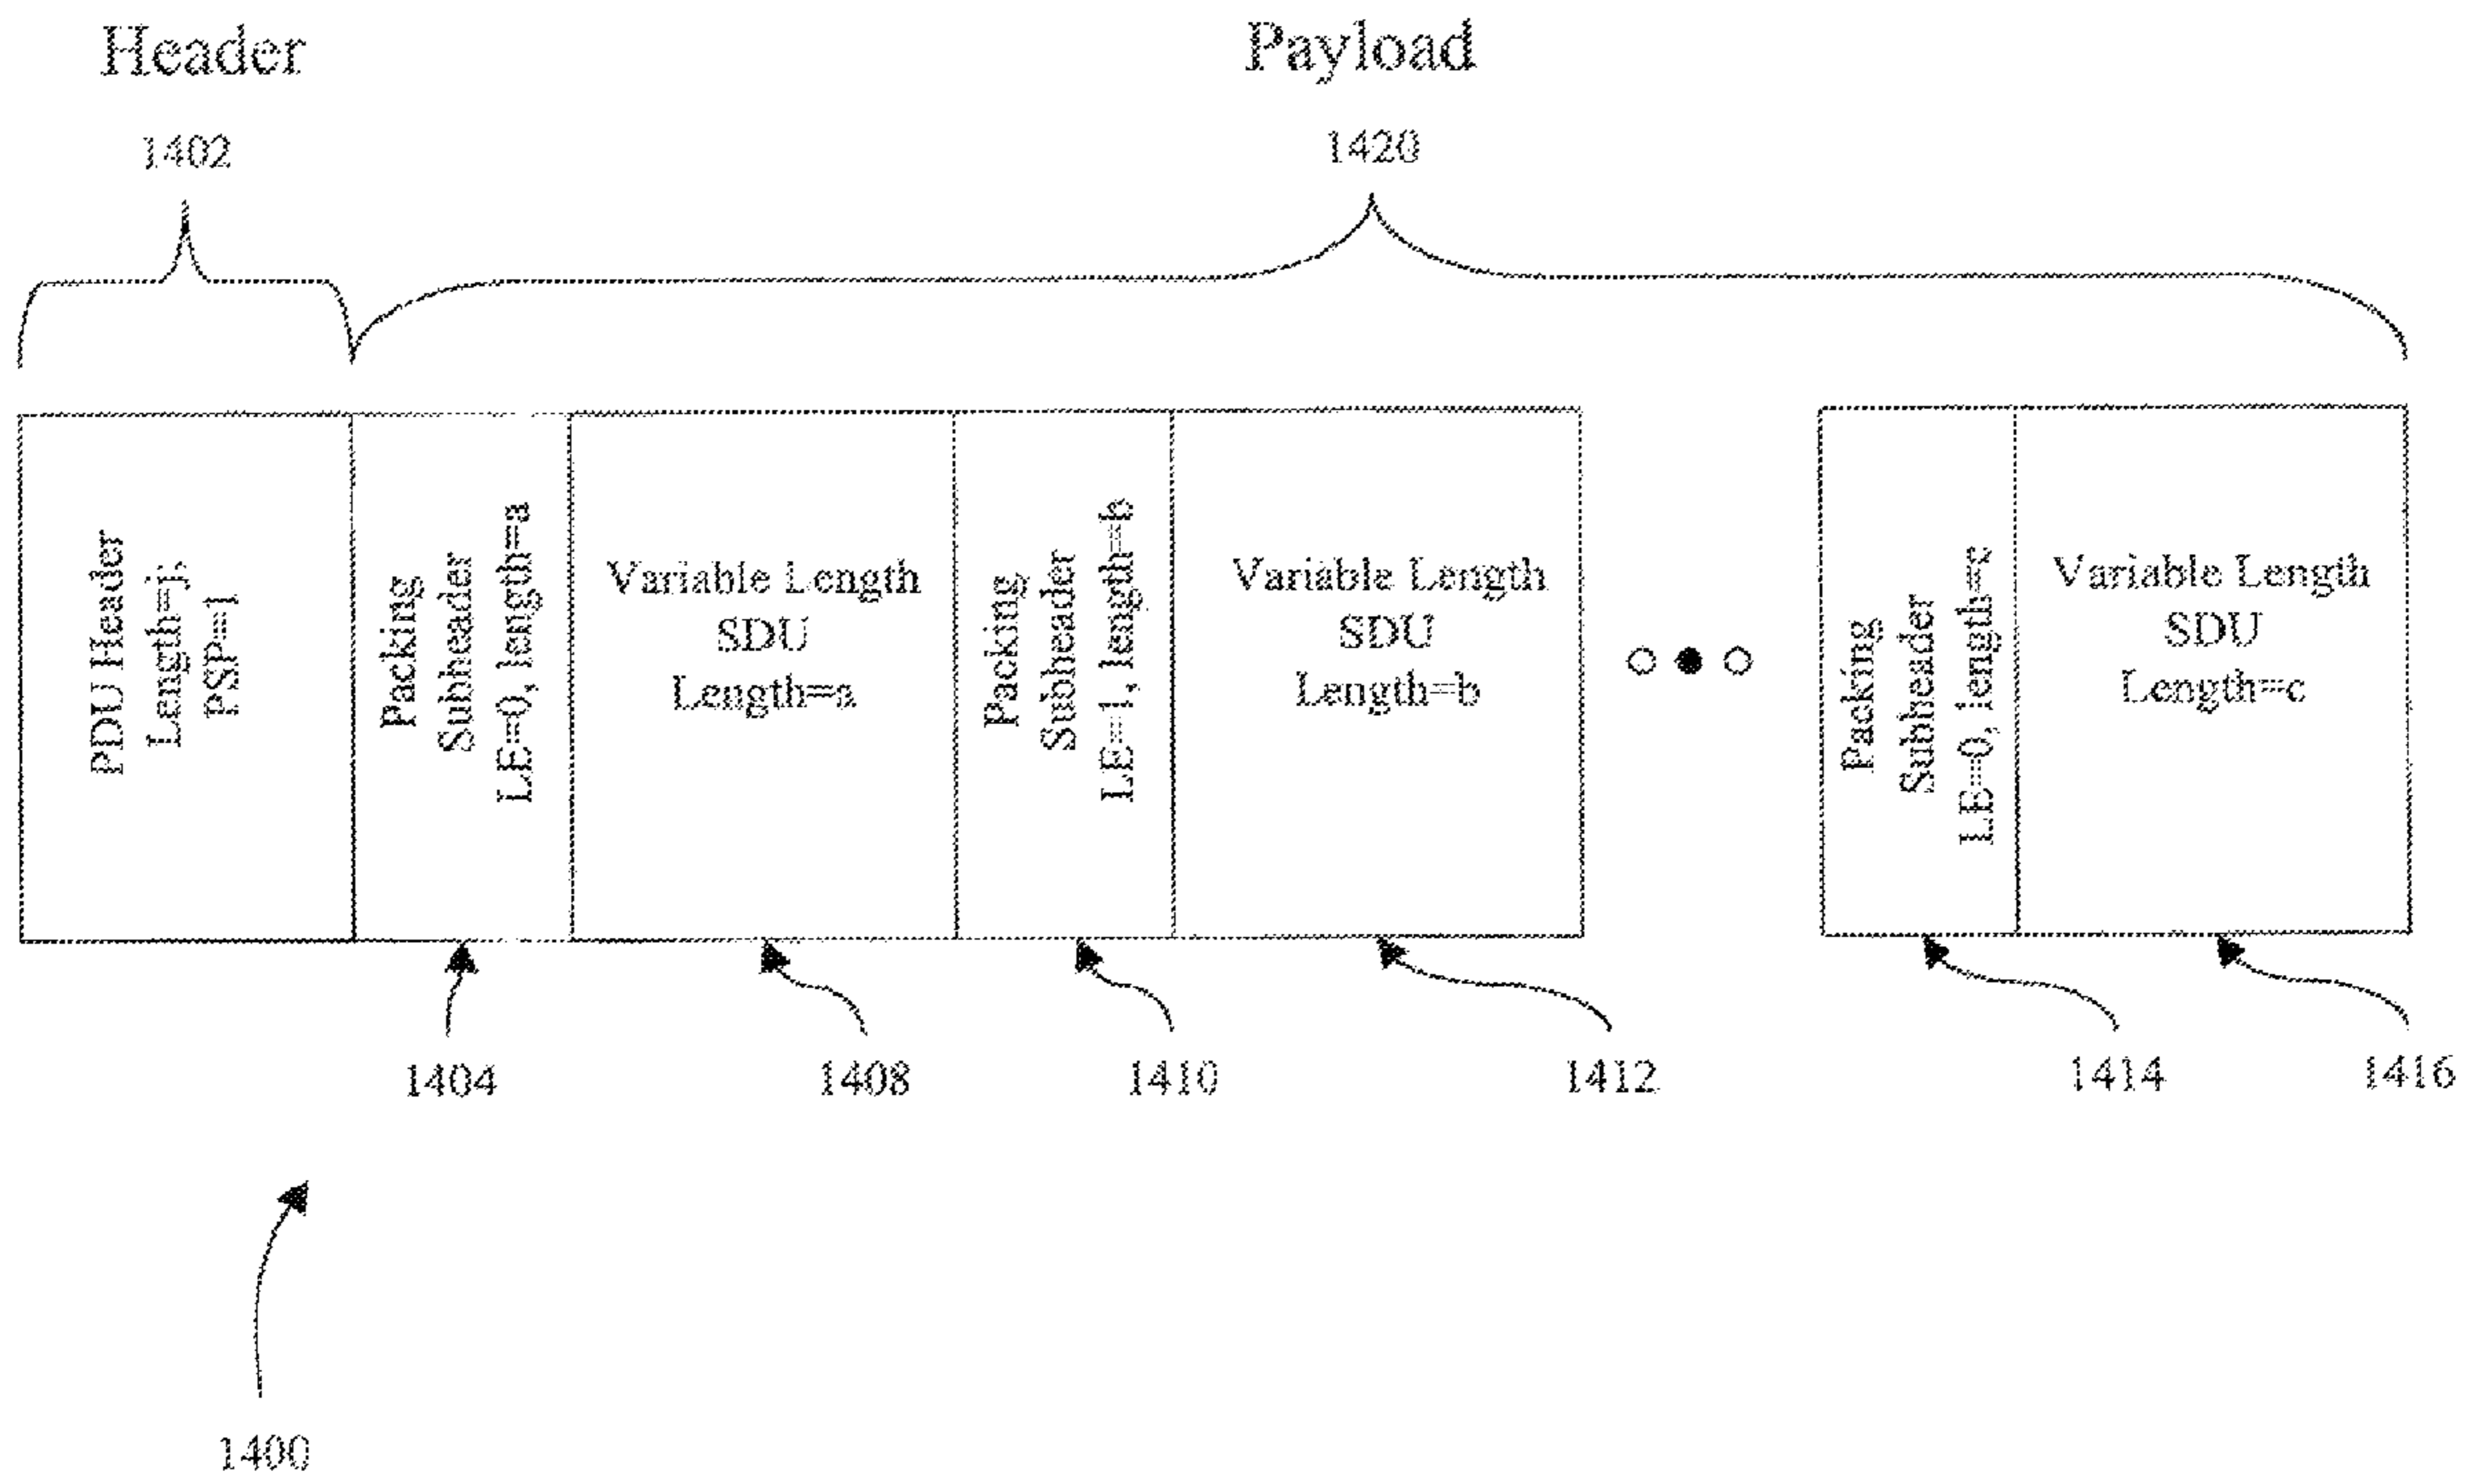 Header
1402
Payload
1420
PDU Header
Length=j,
PSP=1
Packing
Subheader
LE=0, length=a
Variable Length
SDU
Length=a
Packing
Subheader
LE=1, length=b
Variable Length
SDU
Length=b
Packing
Subheader
LE=0, length=c
Variable Length
SDU
Length=c
1404
1408
1410
1412
1414
1416
1400